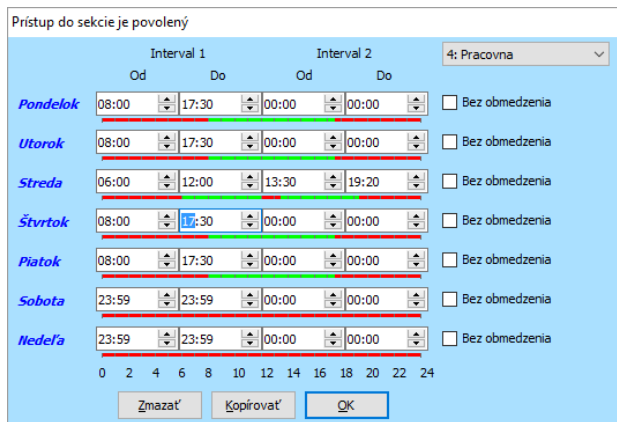 Prístup do sekcie je povolený
Interval 1 Interval 2 4: Pracovna
Od Do Od Do
Pondelok 08:00 17:30 00:00 00:00 Bez obmedzenia
Utorok 08:00 17:30 00:00 00:00 Bez obmedzenia
Streda 06:00 12:00 13:30 19:20 Bez obmedzenia
Štvrtok 08:00 17:30 00:00 00:00 Bez obmedzenia
Piatok 08:00 17:30 00:00 00:00 Bez obmedzenia
Sobota 23:59 23:59 00:00 00:00 Bez obmedzenia
Nedeľa 23:59 23:59 00:00 00:00 Bez obmedzenia
0 2 4 6 8 10 12 14 16 18 20 22 24
Zmazať Kopírovať OK